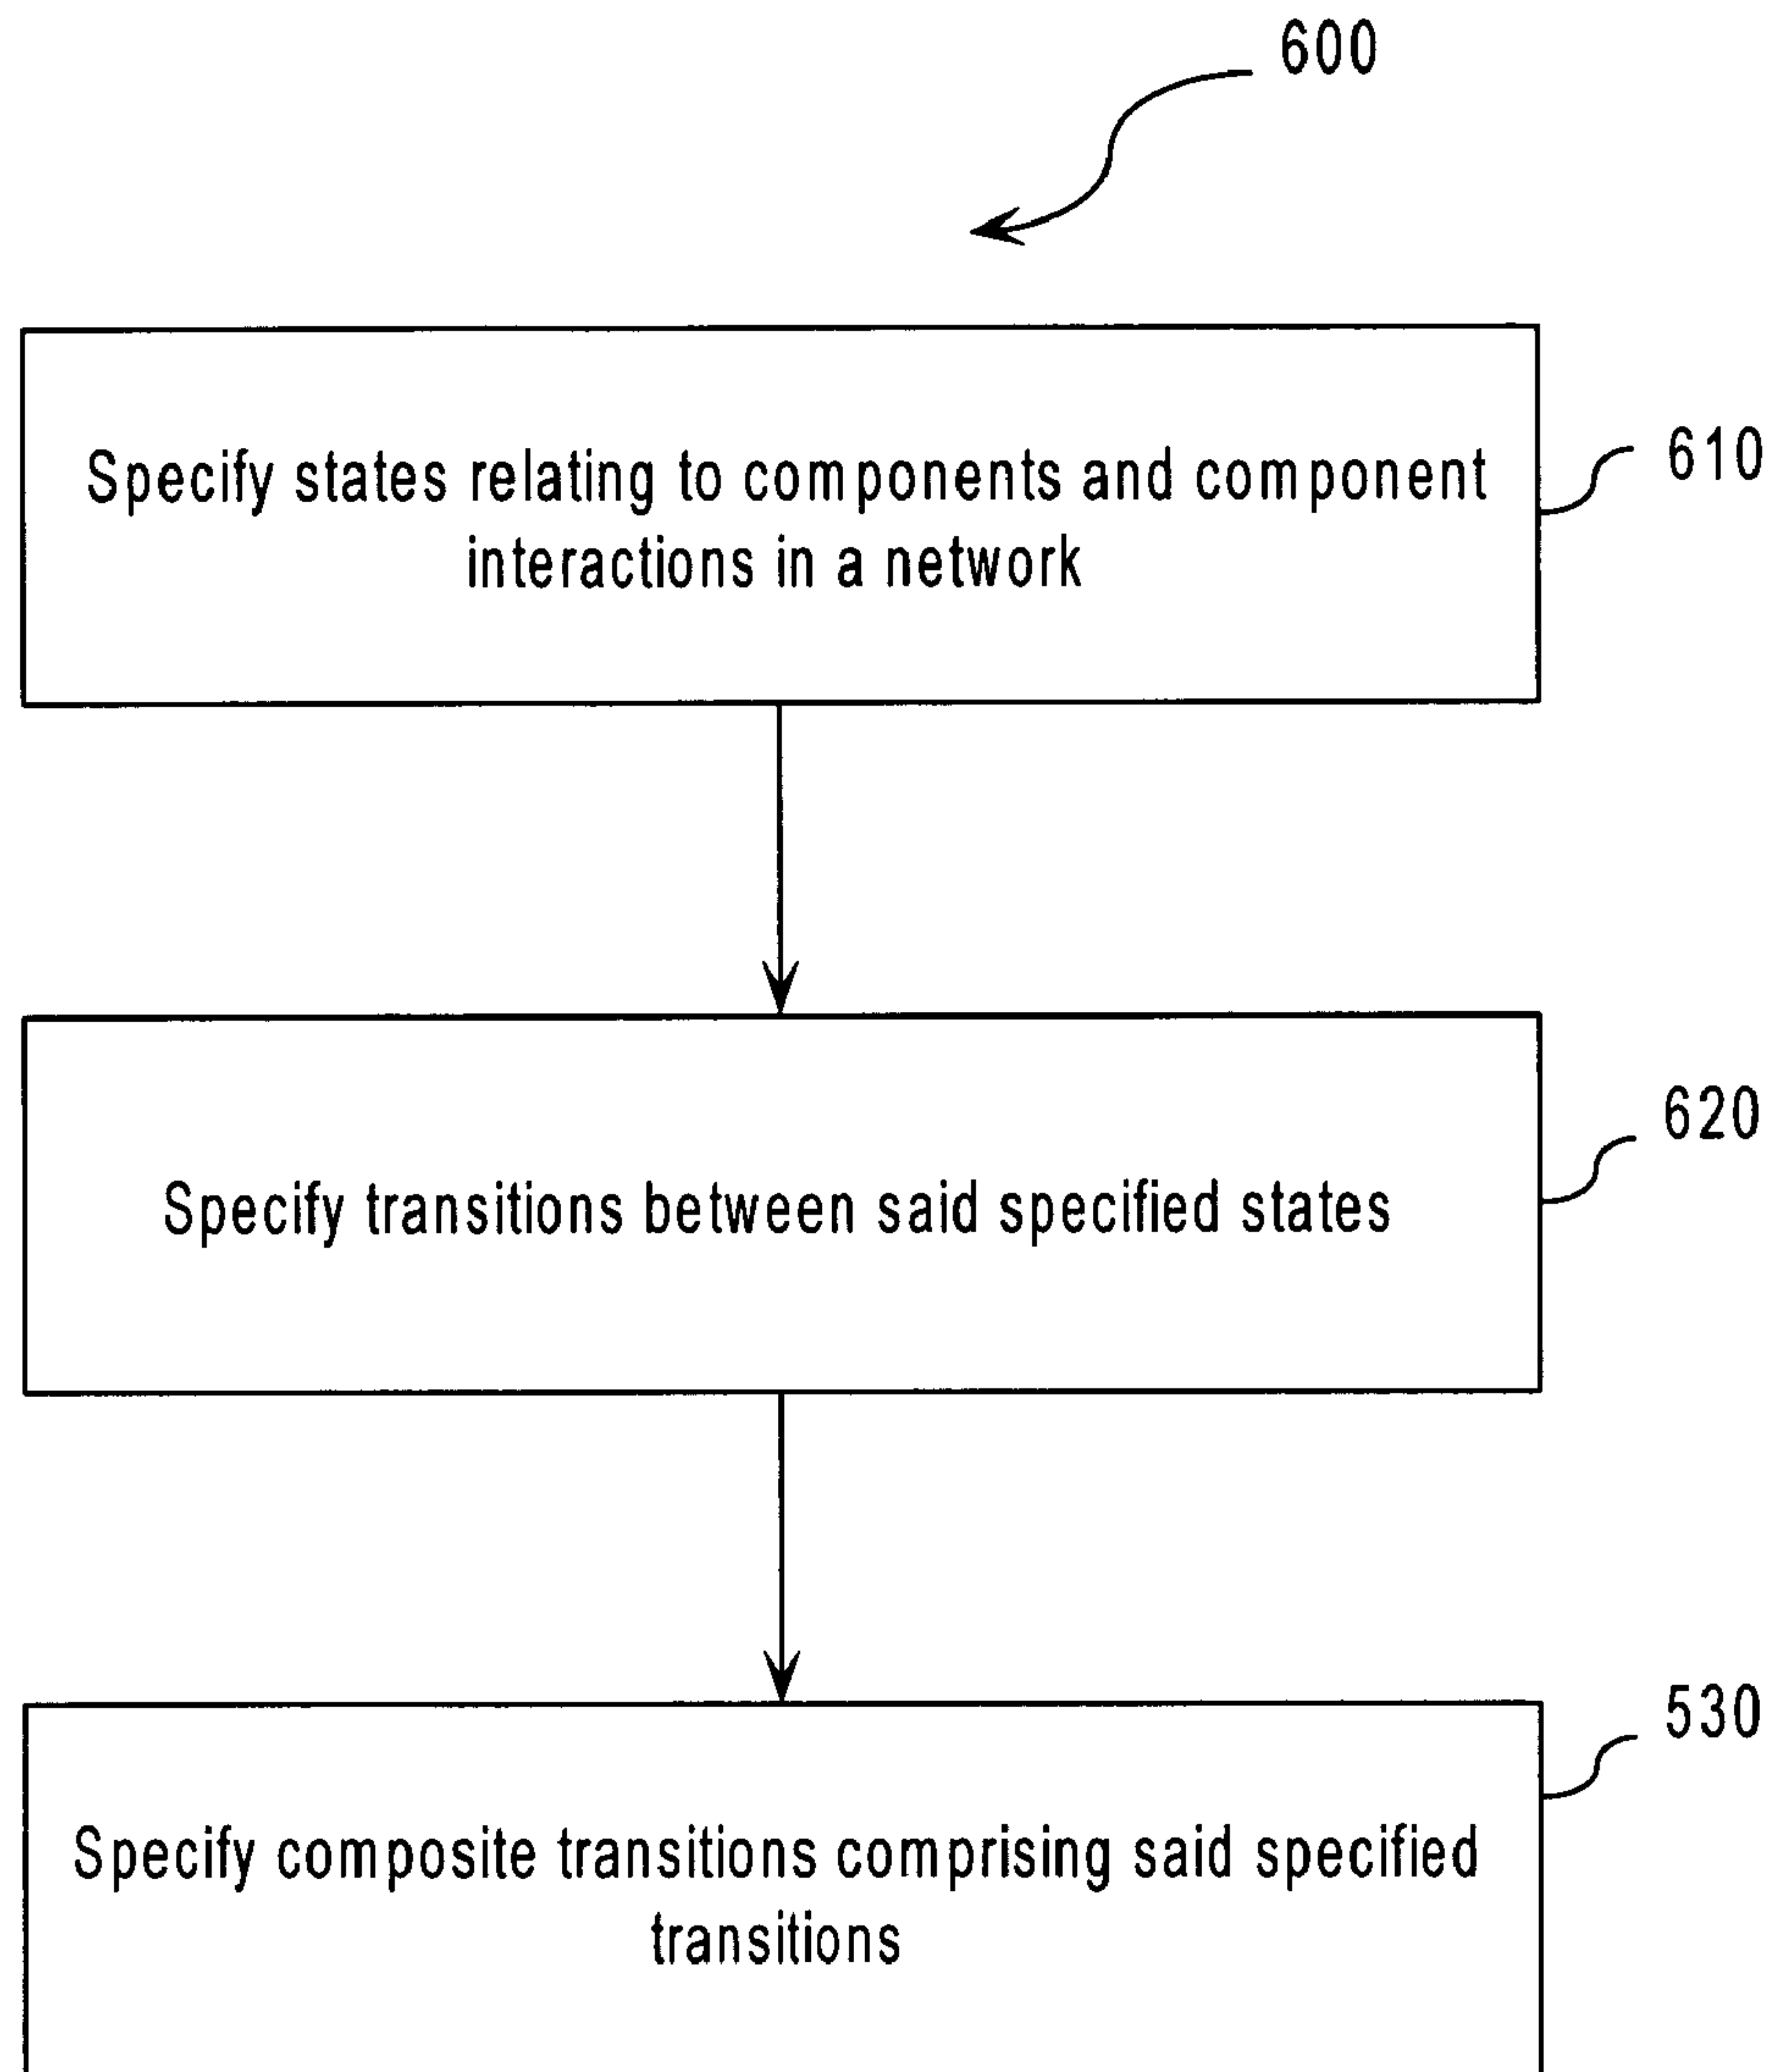 600
Specify states relating to components and component
interactions in a network
610
Specify transitions between said specified states
620
530
Specify composite transitions comprising said specified
transitions